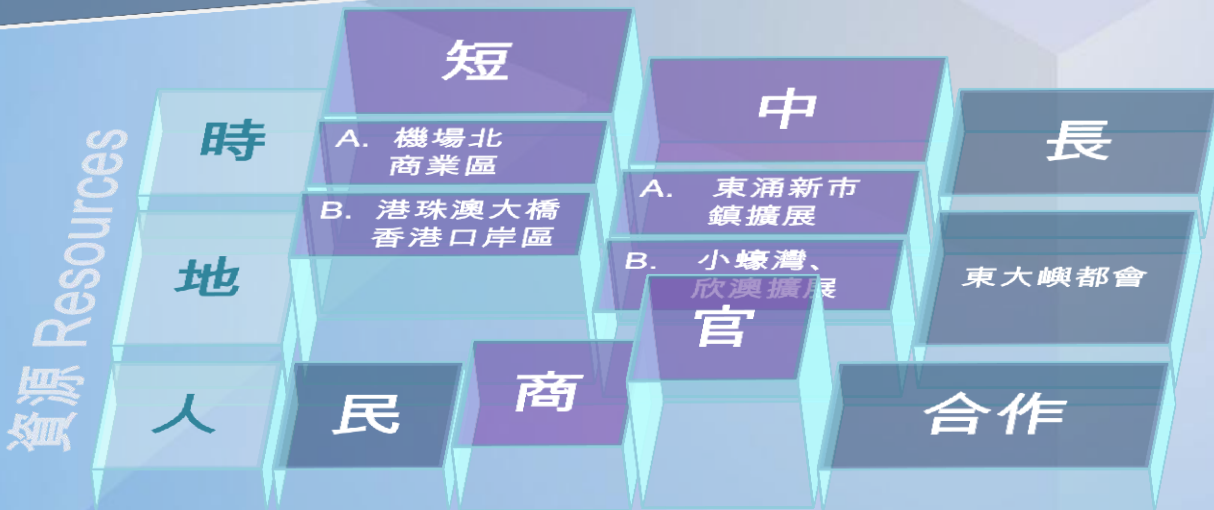 資源 Resources
時
短
中
長
地
A. 機場北
商業區
B. 港珠澳大橋
香港口岸區
A. 東涌新市
鎮擴展
B. 小蠔灣、
欣澳擴展
東大嶼都會
人
民
商
官
合作